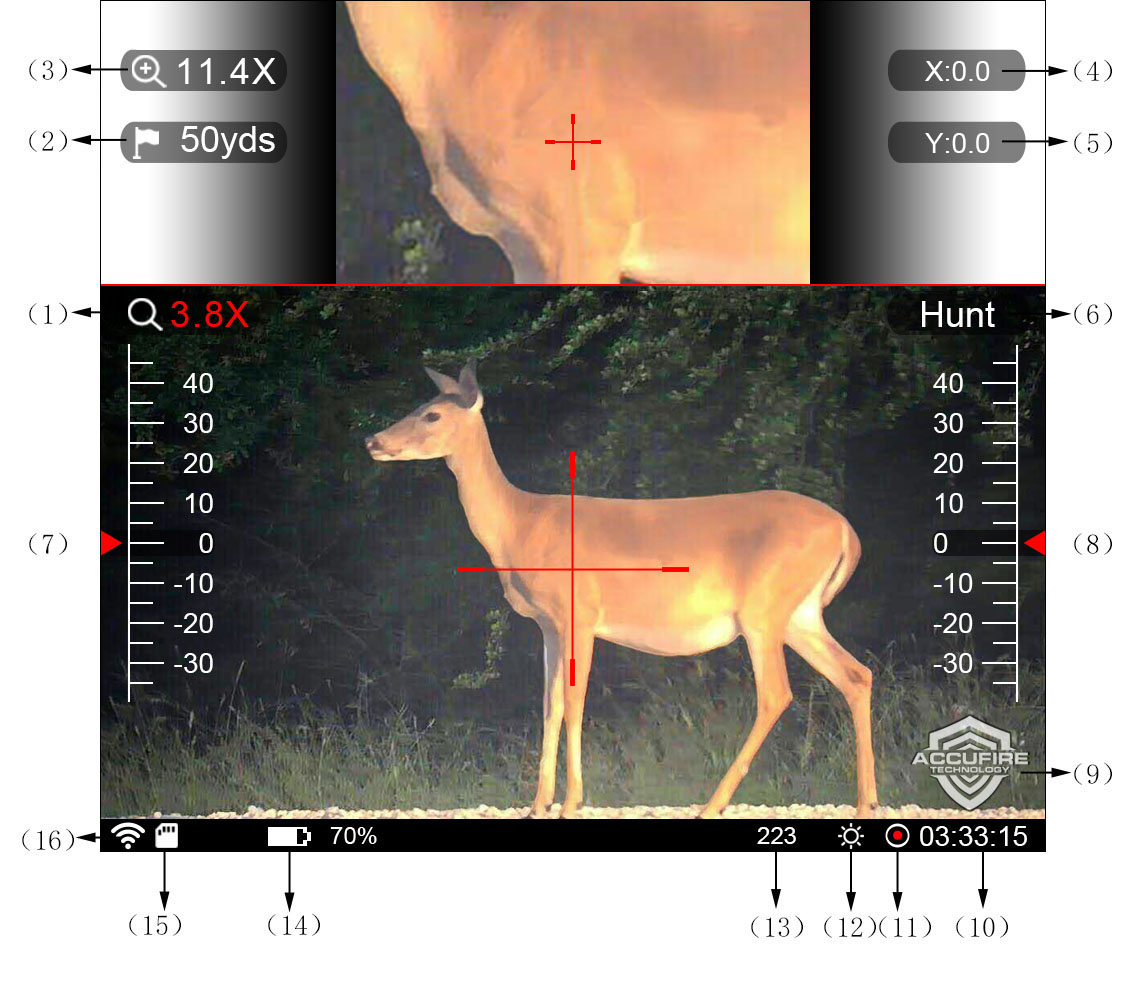 (3) 11.4X X:0.0 (4)
(2) 50yds Y:0.0 (5)
(1) 3.8X Hunt (6)
40 40
30 30
20 20
10 10
(7) 0 0 (8)
-10 -10
-20 -20
-30 -30
ACCUFIRE
TECHNOLOGY (9)
(16) 70% 223 03:33:15
(15) (14) (13) (12) (11) (10)